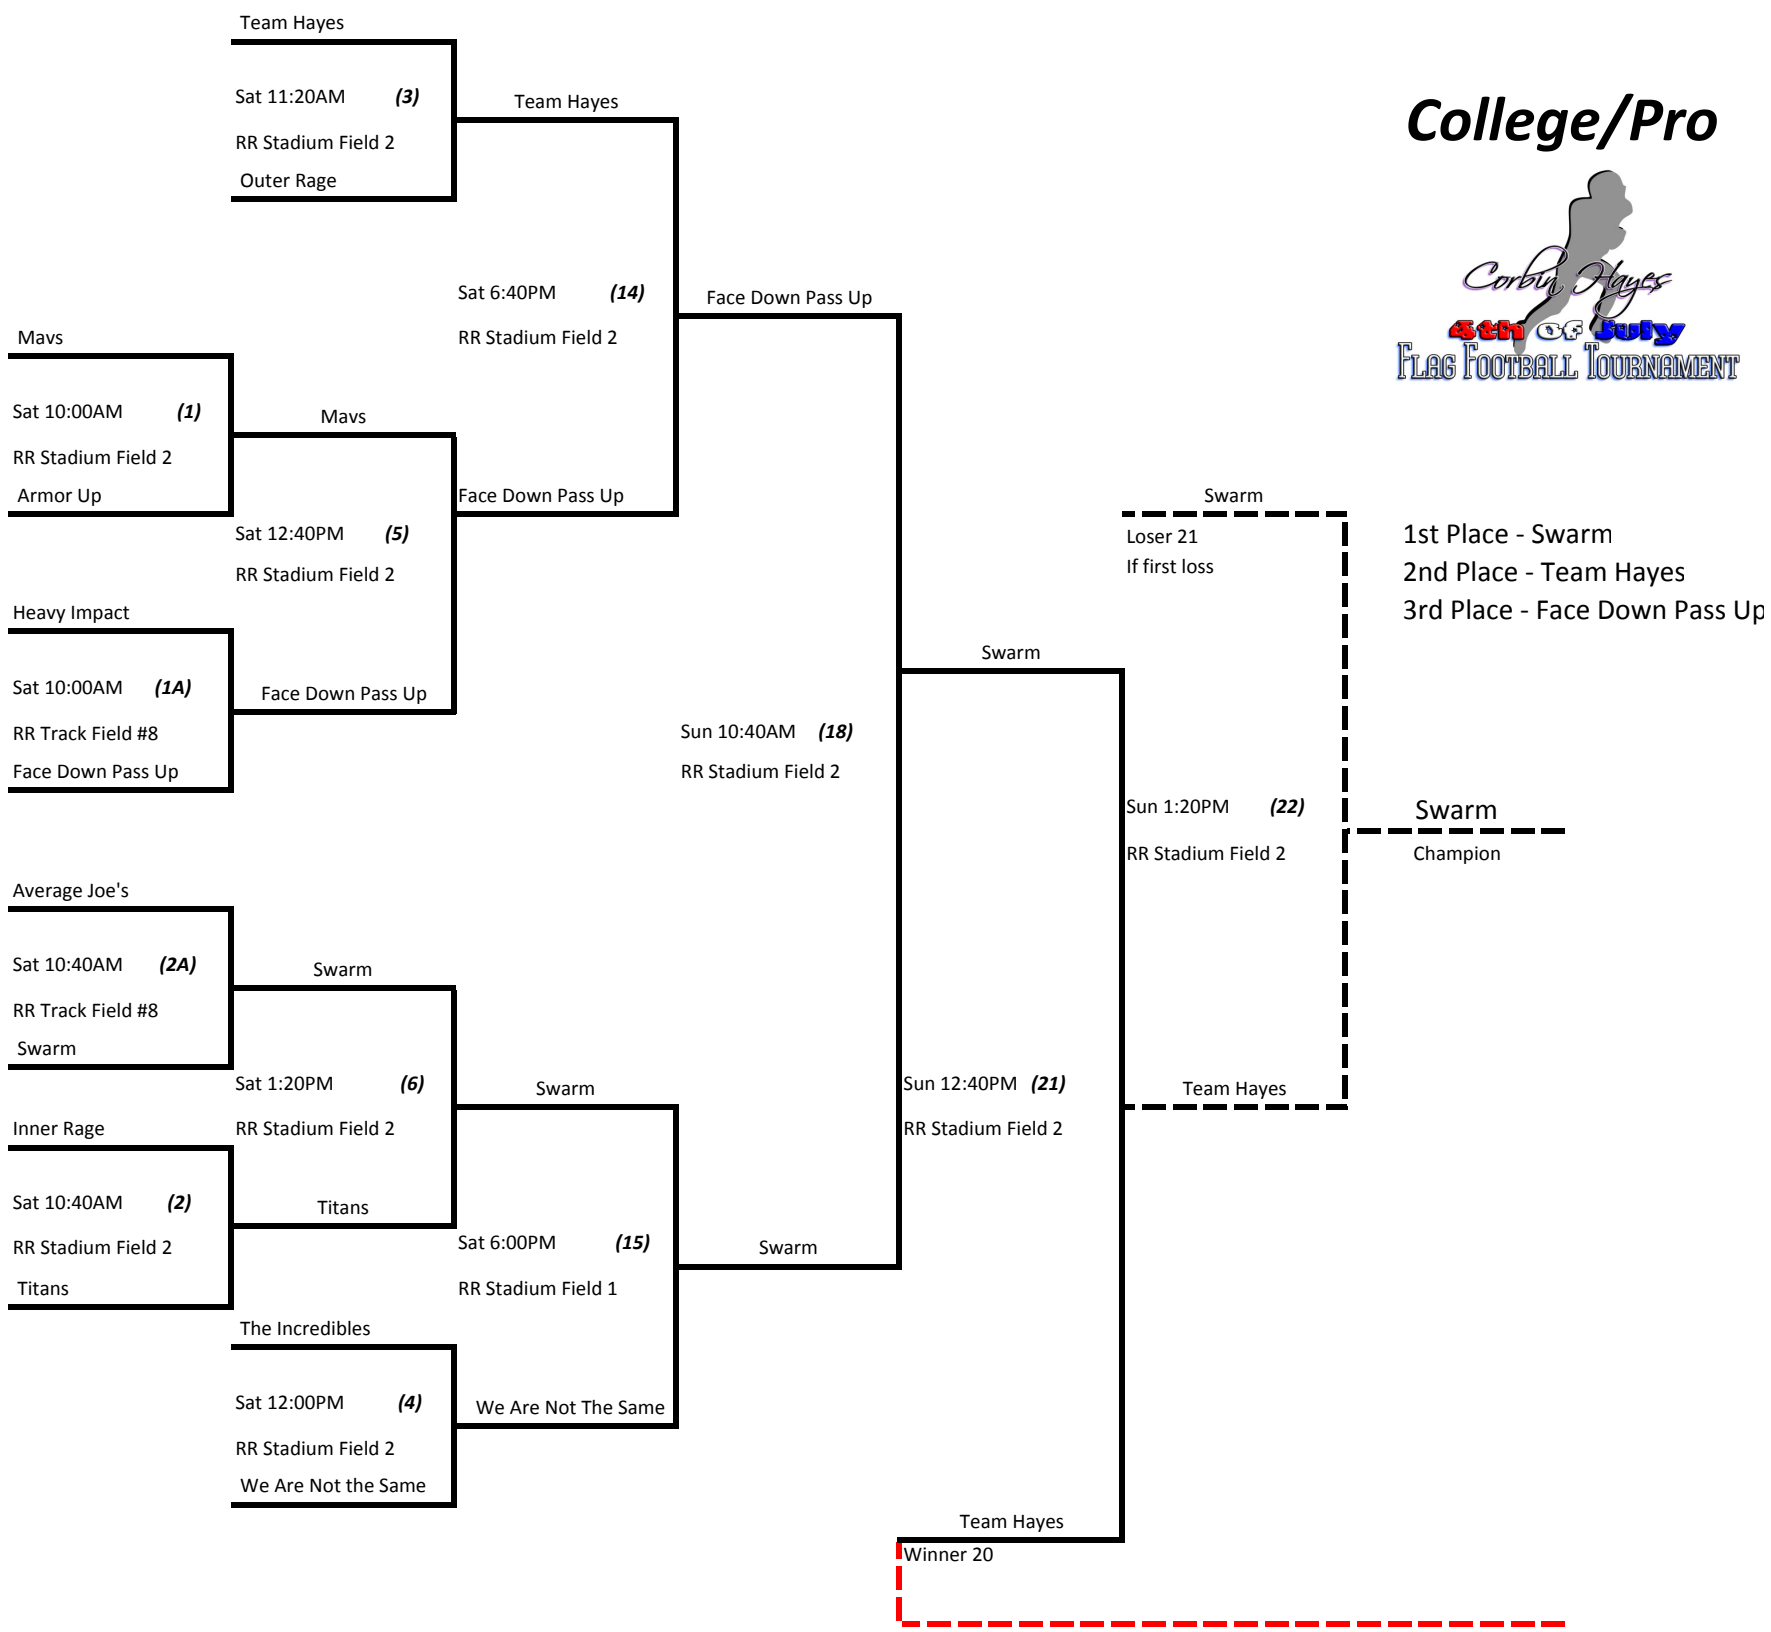 Team Hayes
Sat 11:20AM (3)
Team Hayes
RR Stadium Field 2
Outer Rage
College/Pro
Corbin Hayes
4th of July
Flag Football Tournament
Sat 6:40PM (14)
Face Down Pass Up
RR Stadium Field 2
Mavs
Sat 10:00AM (1)
Mavs
RR Stadium Field 2
Armor Up
Face Down Pass Up
Sat 12:40PM (5)
RR Stadium Field 2
Swarm
Loser 21
If first loss
1st Place - Swarm
2nd Place - Team Hayes
3rd Place - Face Down Pass Up
Heavy Impact
Sat 10:00AM (1A)
Face Down Pass Up
RR Track Field #8
Face Down Pass Up
Swarm
Sun 10:40AM (18)
RR Stadium Field 2
Sun 1:20PM (22)
RR Stadium Field 2
Swarm
Champion
Average Joe's
Sat 10:40AM (2A)
Swarm
RR Track Field #8
Swarm
Sat 1:20PM (6)
Swarm
RR Stadium Field 2
Sun 12:40PM (21)
RR Stadium Field 2
Team Hayes
Inner Rage
Sat 10:40AM (2)
Titans
RR Stadium Field 2
Titans
Sat 6:00PM (15)
Swarm
RR Stadium Field 1
The Incredibles
Sat 12:00PM (4)
We Are Not The Same
RR Stadium Field 2
We Are Not the Same
Team Hayes
Winner 20